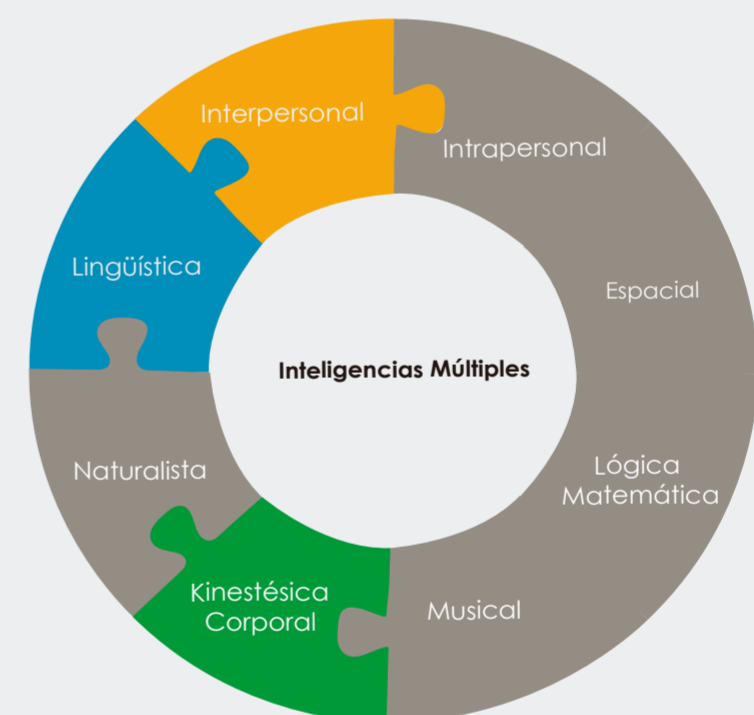 Interpersonal
Intrapersonal
Espacial
Lógica
Matemática
Musical
Kinestésica
Corporal
Naturalista
Lingüística
Inteligencias Múltiples